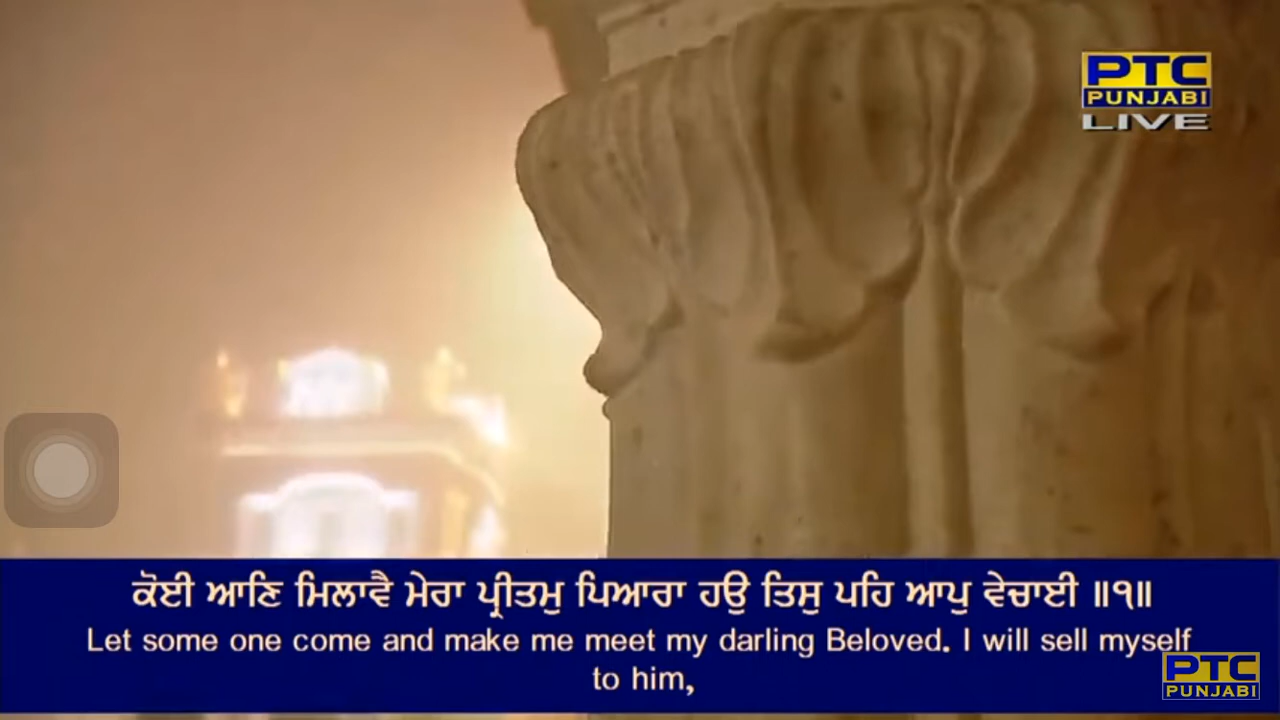 PTC
PUNJABI
LIVE
ਕੋਈ ਆਣਿ ਮਿਲਾਵੈ ਮੇਰਾ ਪ੍ਰੀਤਮੁ ਪਿਆਰਾ ਹਉ ਤਿਸੁ ਪਹਿ ਆਪੁ ਵੇਚਾਈ ॥੧॥
Let some one come and make me meet my darling Beloved. I will sell myself
to him,
PTC
PUNJABI